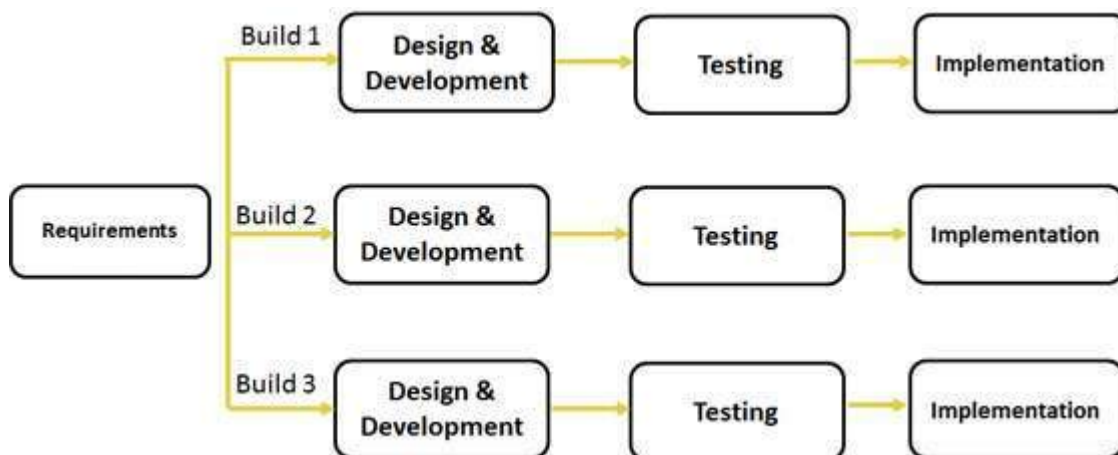 Build 1
Design &
Development
Testing
Implementation
Requirements
Build 2
Design &
Development
Testing
Implementation
Build 3
Design &
Development
Testing
Implementation